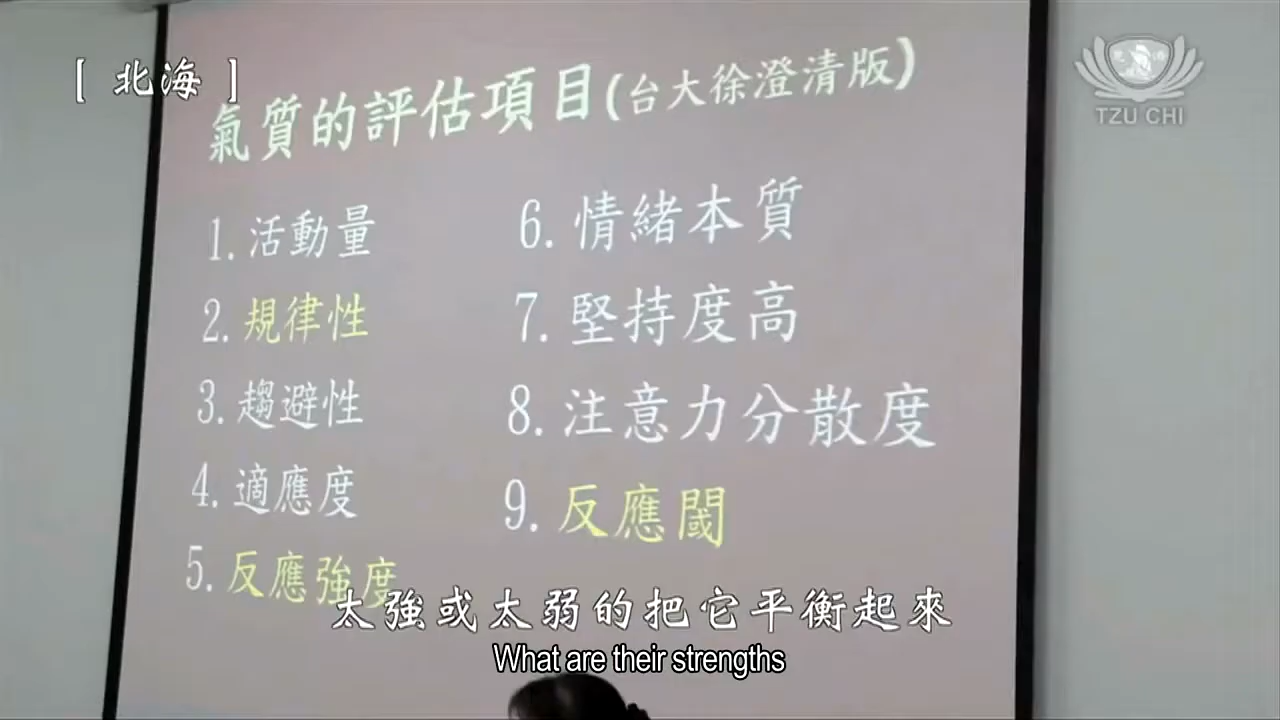 [ 北海 ]
TZU CHI
氣質的評估項目(台大徐澄清版)
1. 活動量
2. 規律性
3. 趨避性
4. 適應度
5. 反應強度
6. 情緒本質
7. 堅持度高
8. 注意力分散度
9. 反應閾
太強或太弱的把它平衡起來
What are their strengths